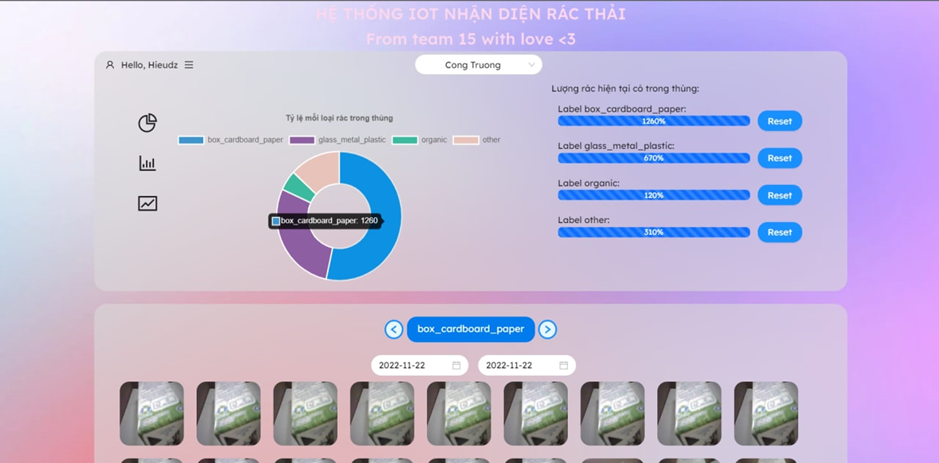 HỆ THỐNG IOT NHẬN DIỆN RÁC THẢI
From team 15 with love <3
Hello, Hieudz
Cong Truong
Tỷ lệ mỗi loại rác trong thùng
box_cardboard_paper glass_metal_plastic organic other
box_cardboard_paper: 1260
Lượng rác hiện tại có trong thùng:
Label box_cardboard_paper:
1260% Reset
Label glass_metal_plastic:
670% Reset
Label organic:
120% Reset
Label other:
310% Reset
box_cardboard_paper
2022-11-22 2022-11-22